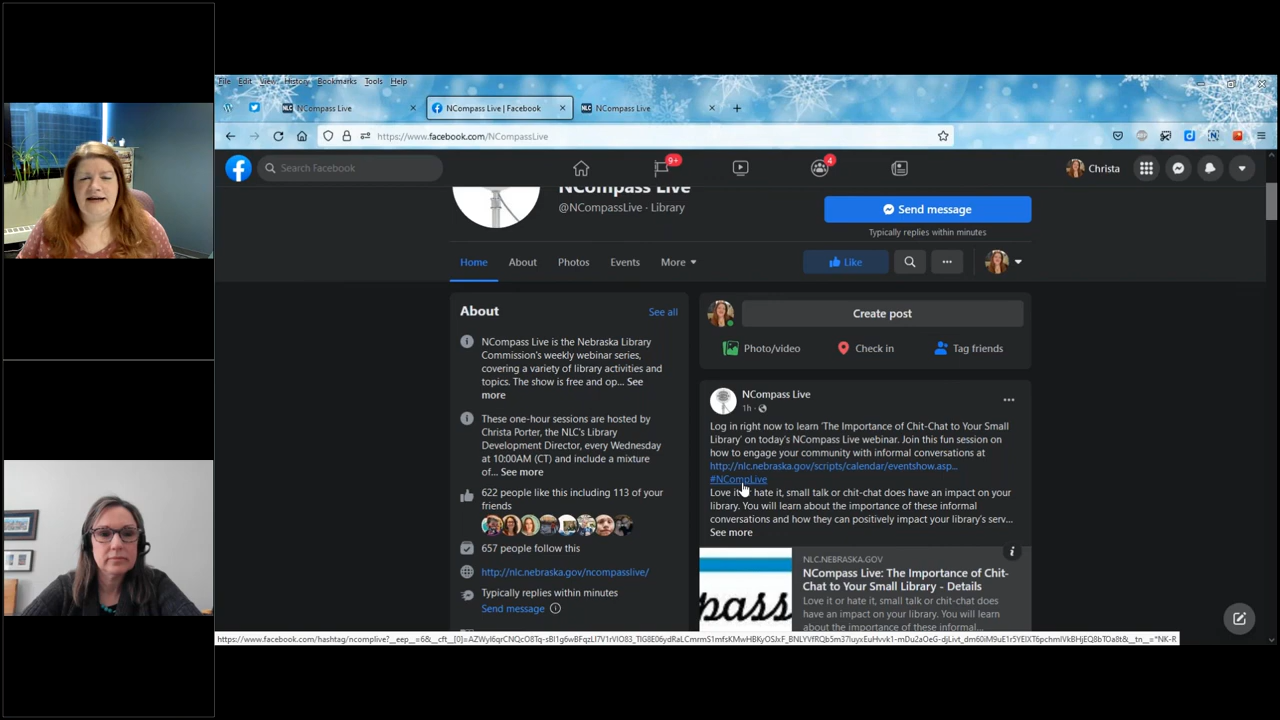 File Edit View History Bookmarks Tools Help
NCompass Live
NCompass Live | Facebook
NCompass Live
https://www.facebook.com/NCompassLive
Search Facebook
9+
4
Christa
NCompass Live
@NCompassLive · Library
Send message
Typically replies within minutes
Home About Photos Events More
Like
About
See all
NCompass Live is the Nebraska Library
Commission's weekly webinar series,
covering a variety of library activities and
topics. The show is free and op... See
more
These one-hour sessions are hosted by
Christa Porter, the NLC's Library
Development Director, every Wednesday
at 10:00AM (CT) and include a mixture
of... See more
622 people like this including 113 of your
friends
657 people follow this
http://nlc.nebraska.gov/ncompasslive/
Typically replies within minutes
Send message
Create post
Photo/video Check in Tag friends
NCompass Live
1h ·
Log in right now to learn 'The Importance of Chit-Chat to Your Small
Library' on today's NCompass Live webinar. Join this fun session on
how to engage your community with informal conversations at
http://nlc.nebraska.gov/scripts/calendar/eventshow.asp...
#NCompLive
Love it or hate it, small talk or chit-chat does have an impact on your
library. You will learn about the importance of these informal
conversations and how they can positively impact your library's serv...
See more
pass
NLC.NEBRASKA.GOV
NCompass Live: The Importance of Chit-
Chat to Your Small Library - Details
Love it or hate it, small talk or chit-chat does
have an impact on your library. You will
learn about the importance of these